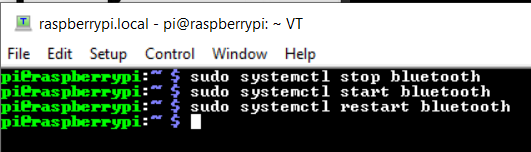 raspberrypi.local - pi@raspberrypi: ~ VT
File Edit Setup Control Window Help
pi@raspberrypi:~ $ sudo systemctl stop bluetooth
pi@raspberrypi:~ $ sudo systemctl start bluetooth
pi@raspberrypi:~ $ sudo systemctl restart bluetooth
pi@raspberrypi:~ $